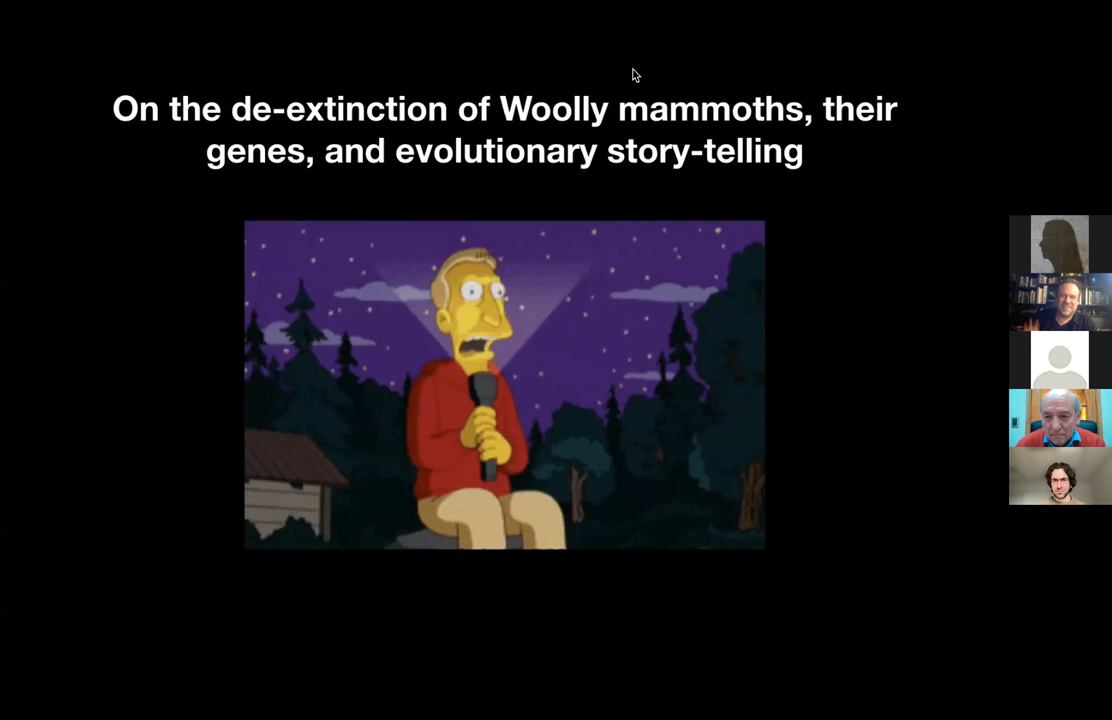 On the de-extinction of Woolly mammoths, their
genes, and evolutionary story-telling